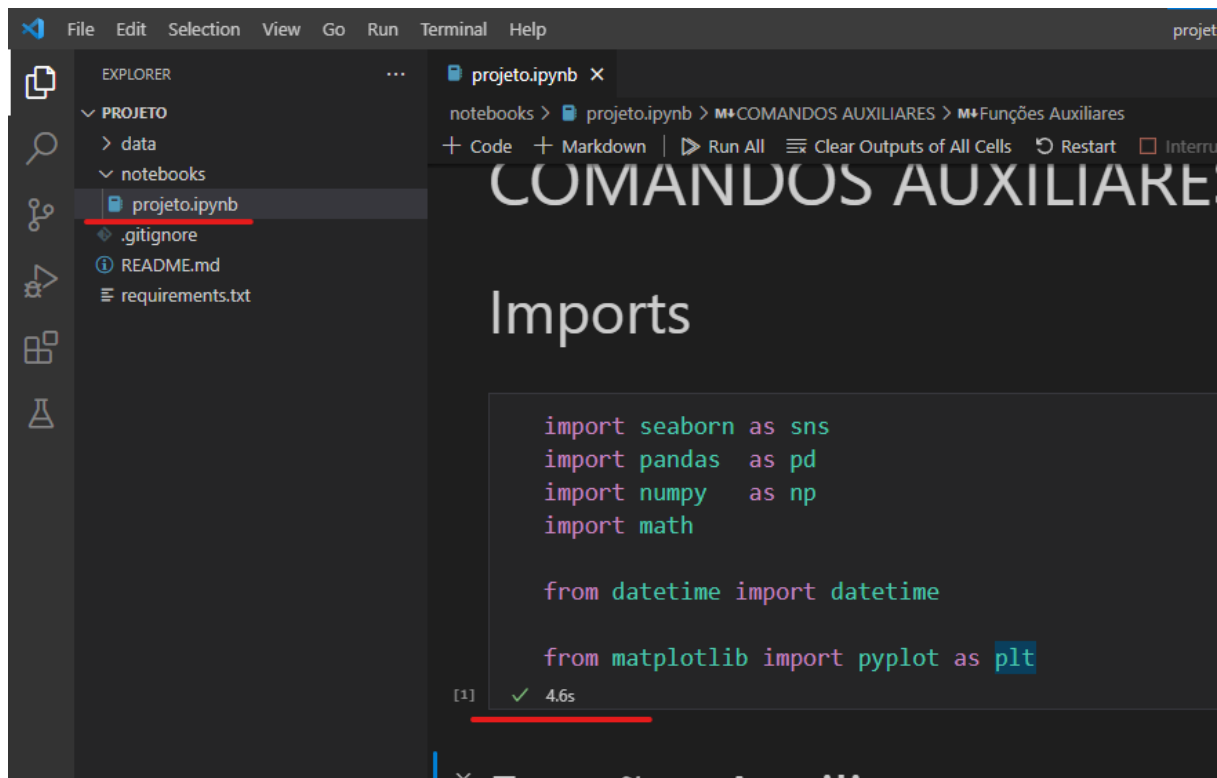 File Edit Selection View Go Run Terminal Help
projet
EXPLORER
PROJETO
data
notebooks
projeto.ipynb
.gitignore
README.md
requirements.txt
projeto.ipynb
notebooks > projeto.ipynb > M↓COMANDOS AUXILIARES > M↓Funções Auxiliares
+ Code + Markdown Run All Clear Outputs of All Cells Restart Interru
COMANDOS AUXILIARES
Imports
import seaborn as sns
import pandas as pd
import numpy as np
import math
from datetime import datetime
from matplotlib import pyplot as plt
[1] ✓ 4.6s